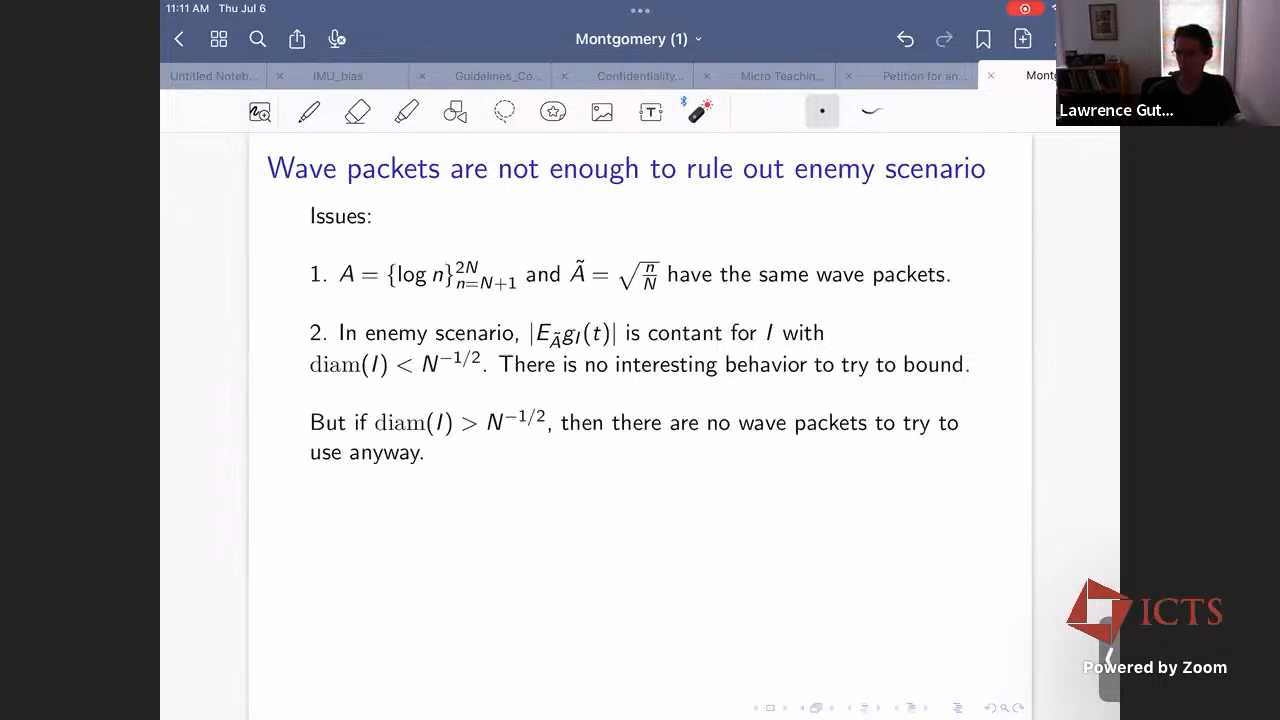 11:11 AM Thu Jul 6
Montgomery (1)
Untitled Noteb...
IMU_bias
Guidelines_Co...
Confidentiality...
Micro Teachin...
Petition for an...
Montg
Lawrence Gut...
Wave packets are not enough to rule out enemy scenario
Issues:
1. A = {log n}_{n=N+1}^{2N} and Ã = √(n/N) have the same wave packets.
2. In enemy scenario, |E_Ã g_I(t)| is contant for I with
diam(I) < N^{-1/2}. There is no interesting behavior to try to bound.
But if diam(I) > N^{-1/2}, then there are no wave packets to try to
use anyway.
ICTS
Powered by Zoom